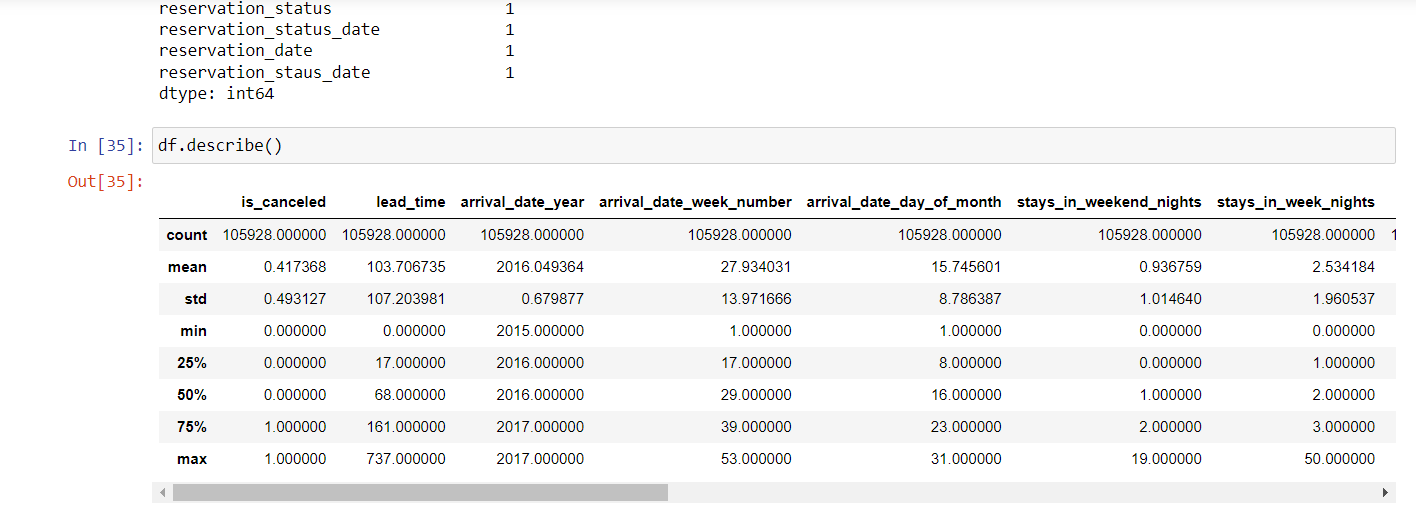 reservation_status 1
reservation_status_date 1
reservation_date 1
reservation_staus_date 1
dtype: int64
In [35]: df.describe()
Out[35]:
is_canceled lead_time arrival_date_year arrival_date_week_number arrival_date_day_of_month stays_in_weekend_nights stays_in_week_nights
count 105928.000000 105928.000000 105928.000000 105928.000000 105928.000000 105928.000000 105928.000000 1
mean 0.417368 103.706735 2016.049364 27.934031 15.745601 0.936759 2.534184
std 0.493127 107.203981 0.679877 13.971666 8.786387 1.014640 1.960537
min 0.000000 0.000000 2015.000000 1.000000 1.000000 0.000000 0.000000
25% 0.000000 17.000000 2016.000000 17.000000 8.000000 0.000000 1.000000
50% 0.000000 68.000000 2016.000000 29.000000 16.000000 1.000000 2.000000
75% 1.000000 161.000000 2017.000000 39.000000 23.000000 2.000000 3.000000
max 1.000000 737.000000 2017.000000 53.000000 31.000000 19.000000 50.000000